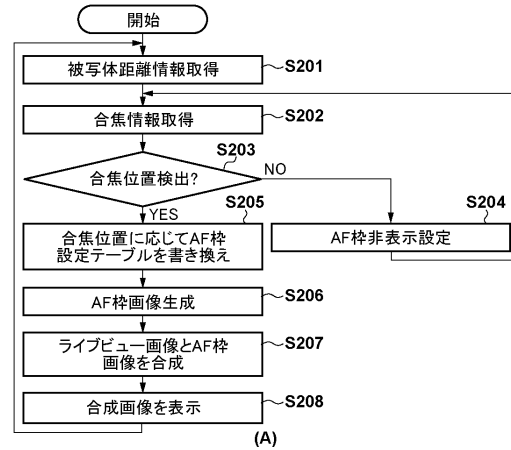 開始
被写体距離情報取得
S201
合焦情報取得
S202
合焦位置検出?
S203
NO
YES
S204
AF枠非表示設定
S205
合焦位置に応じてAF枠
設定テーブルを書き換え
AF枠画像生成
S206
ライブビュー画像とAF枠
画像を合成
S207
合成画像を表示
S208
(A)